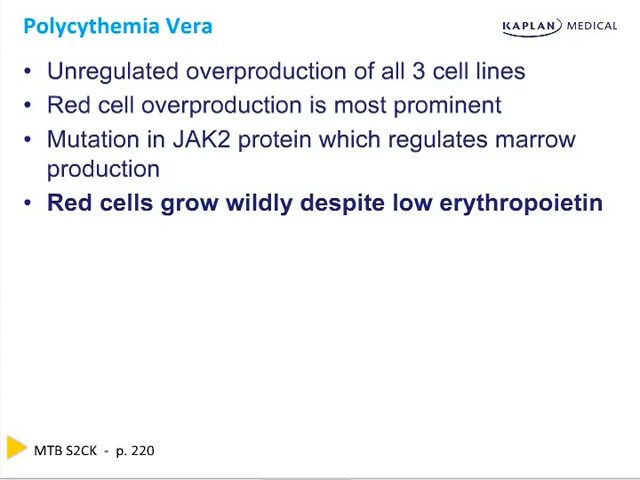 Polycythemia Vera
KAPLAN MEDICAL
• Unregulated overproduction of all 3 cell lines
• Red cell overproduction is most prominent
• Mutation in JAK2 protein which regulates marrow
production
• Red cells grow wildly despite low erythropoietin
MTB S2CK - p. 220